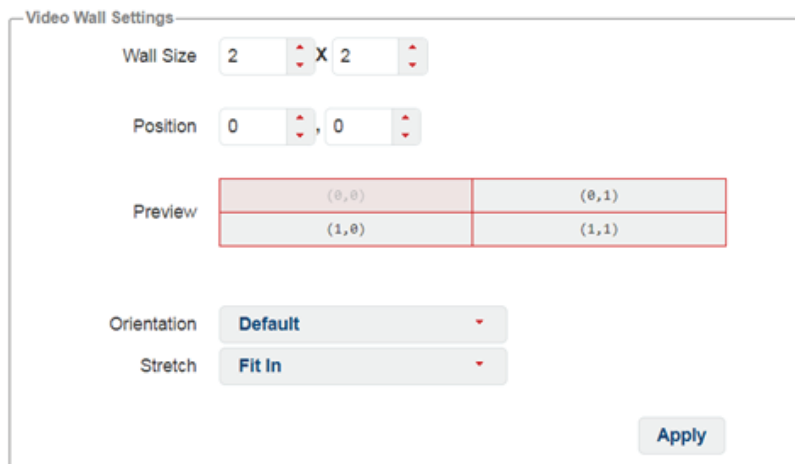 Video Wall Settings
Wall Size 2 X 2
Position 0 , 0
(0,0) (0,1)
Preview
(1,0) (1,1)
Orientation Default
Stretch Fit In
Apply